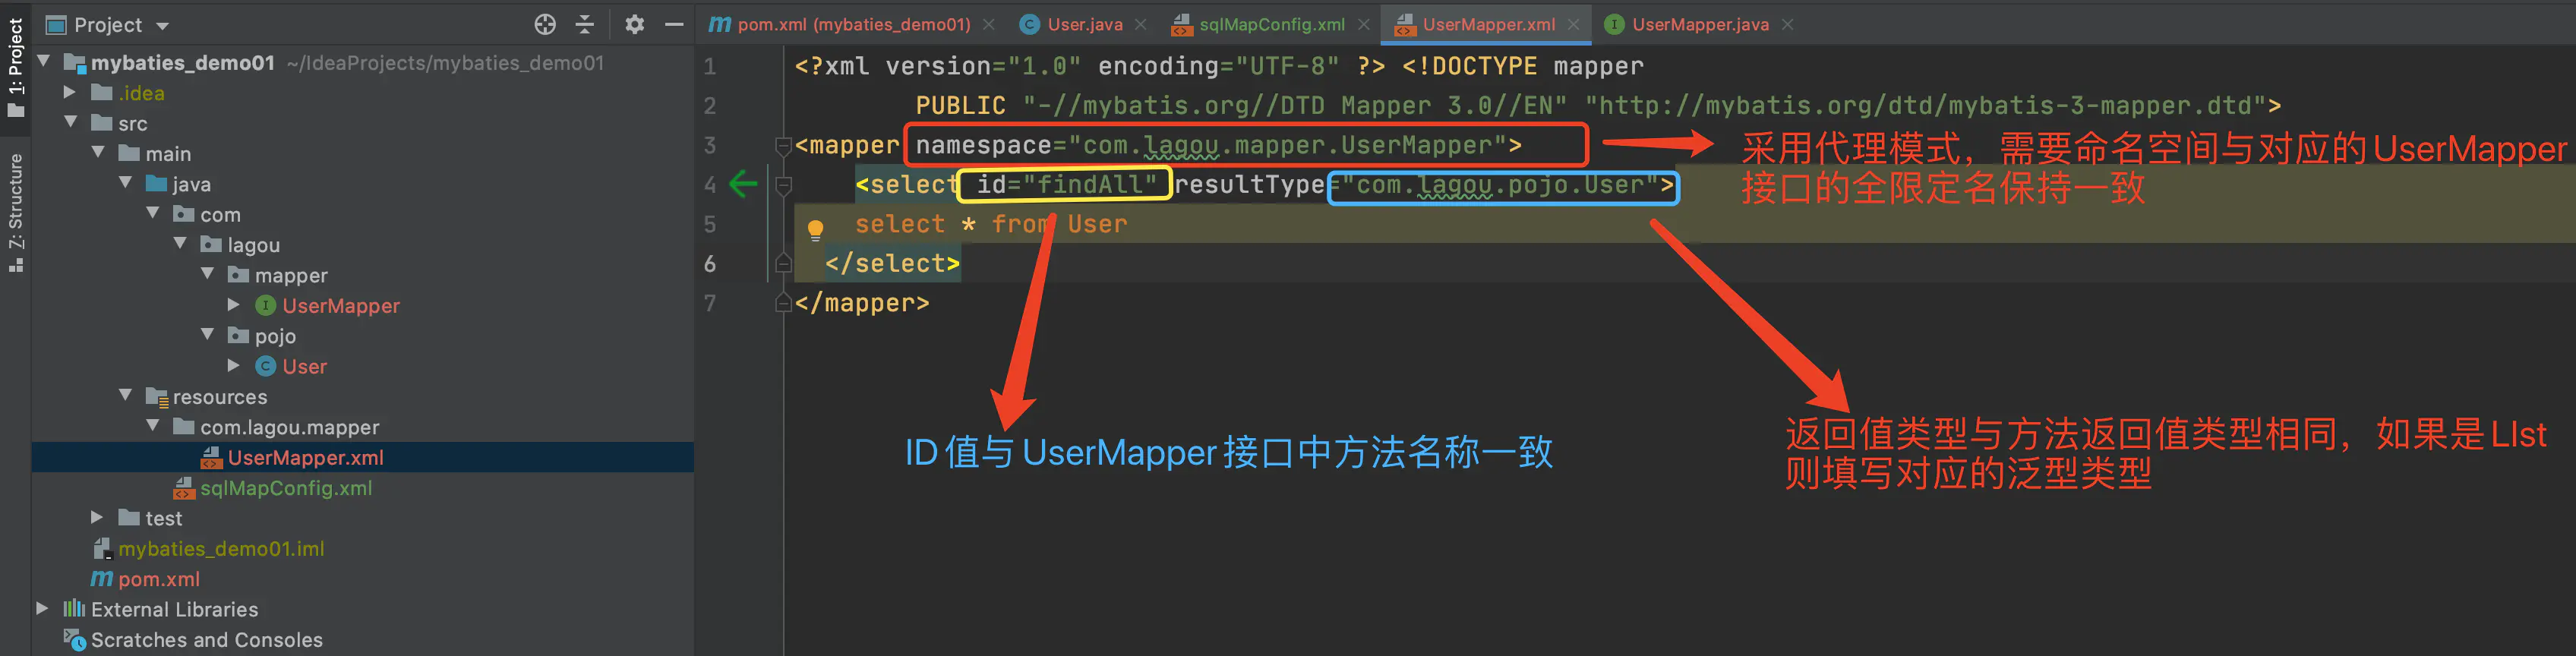 1: Project
Z: Structure
Project
mybaties_demo01 ~/IdeaProjects/mybaties_demo01
.idea
src
main
java
com
lagou
mapper
UserMapper
pojo
User
resources
com.lagou.mapper
UserMapper.xml
sqlMapConfig.xml
test
mybaties_demo01.iml
pom.xml
External Libraries
Scratches and Consoles
pom.xml (mybaties_demo01)
User.java
sqlMapConfig.xml
UserMapper.xml
UserMapper.java
1 <?xml version="1.0" encoding="UTF-8" ?> <!DOCTYPE mapper
2 PUBLIC "-//mybatis.org//DTD Mapper 3.0//EN" "http://mybatis.org/dtd/mybatis-3-mapper.dtd">
3 <mapper namespace="com.lagou.mapper.UserMapper">
4 <select id="findAll" resultType="com.lagou.pojo.User">
5 select * from User
6 </select>
7 </mapper>
采用代理模式，需要命名空间与对应的UserMapper
接口的全限定名保持一致
ID值与UserMapper接口中方法名称一致
返回值类型与方法返回值类型相同，如果是LIst
则填写对应的泛型类型